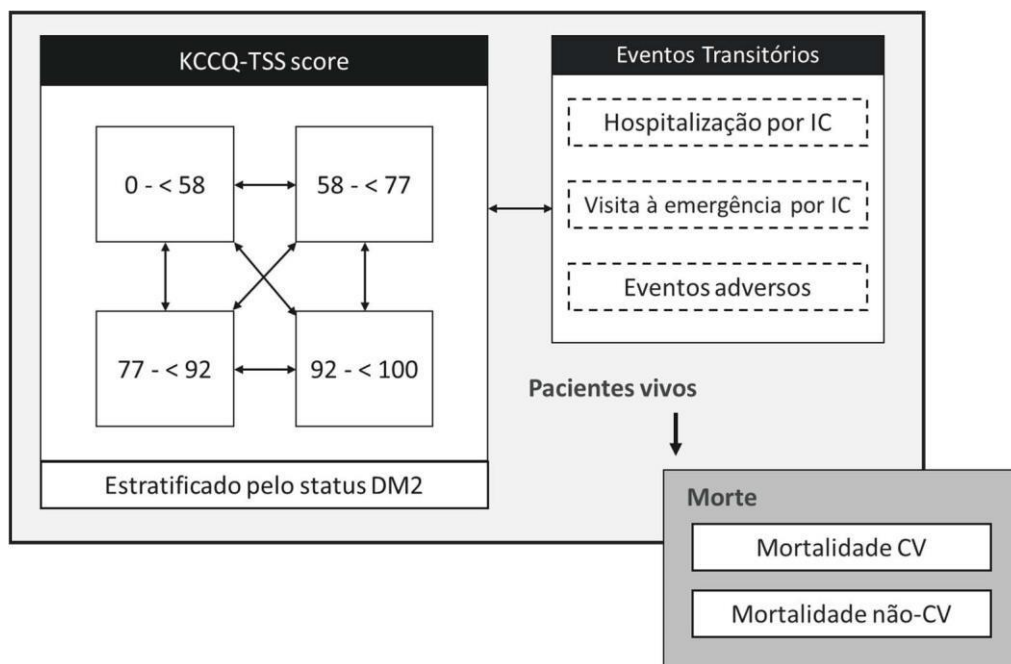 KCCQ-TSS score
0 - < 58
58 - < 77
77 - < 92
92 - < 100
Estratificado pelo status DM2
Eventos Transitórios
Hospitalização por IC
Visita à emergência por IC
Eventos adversos
Pacientes vivos
Morte
Mortalidade CV
Mortalidade não-CV